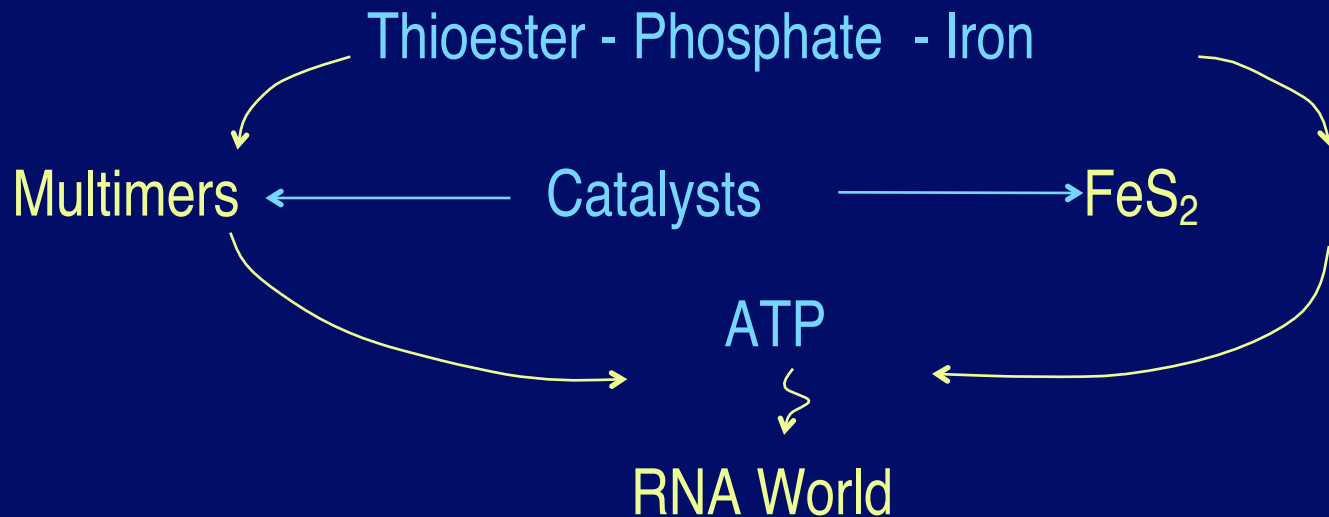 Thioester - Phosphate - Iron
Multimers Catalysts FeS₂
ATP
RNA World